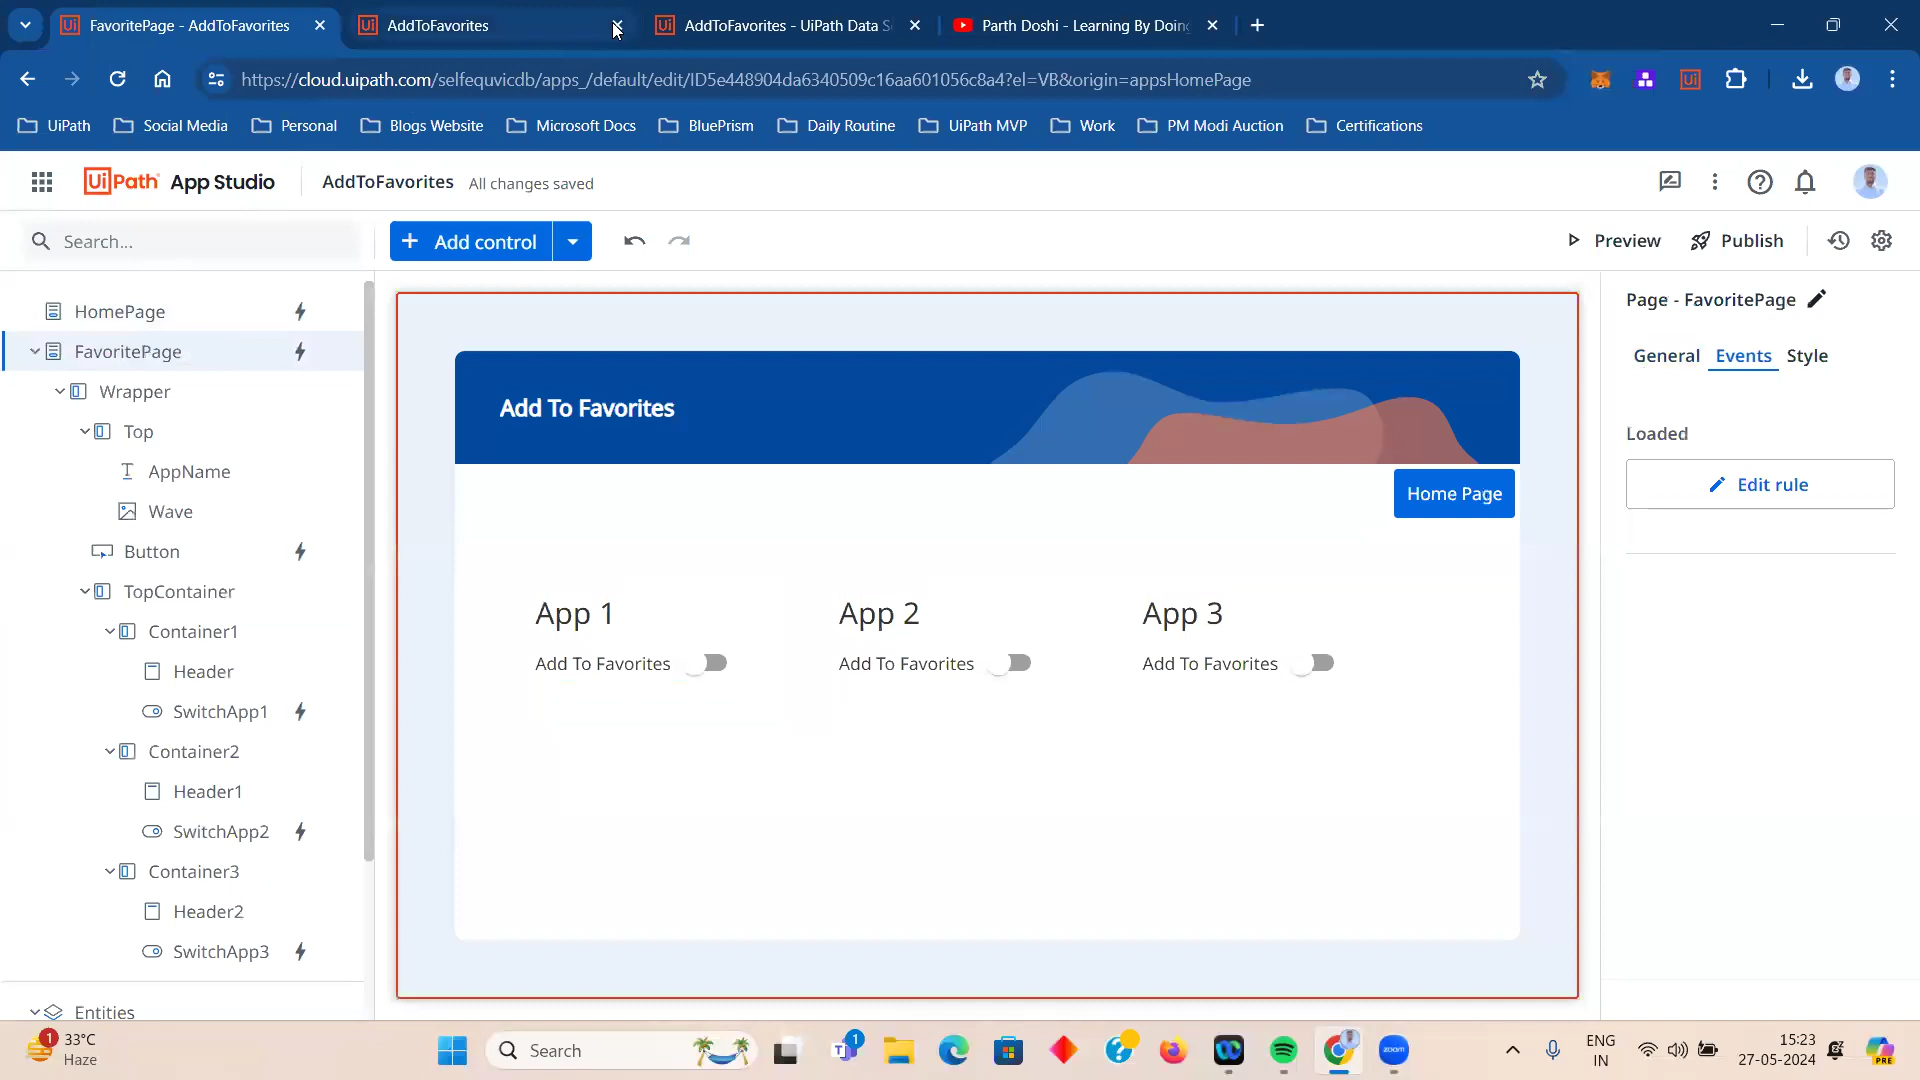 FavoritePage - AddToFavorites
AddToFavorites
AddToFavorites - UiPath Data S
Parth Doshi - Learning By Doing
https://cloud.uipath.com/selfequvicdb/apps_/default/edit/ID5e448904da6340509c16aa601056c8a4?el=VB&origin=appsHomePage
UiPath
Social Media
Personal
Blogs Website
Microsoft Docs
BluePrism
Daily Routine
UiPath MVP
Work
PM Modi Auction
Certifications
UiPath App Studio
AddToFavorites
All changes saved
Search...
Add control
Preview
Publish
HomePage
FavoritePage
Wrapper
Top
AppName
Wave
Button
TopContainer
Container1
Header
SwitchApp1
Container2
Header1
SwitchApp2
Container3
Header2
SwitchApp3
Entities
Add To Favorites
Home Page
App 1
Add To Favorites
App 2
Add To Favorites
App 3
Add To Favorites
Page - FavoritePage
General
Events
Style
Loaded
Edit rule
1
33°C
Haze
Search
1
zoom
ENG
IN
15:23
27-05-2024
PRE